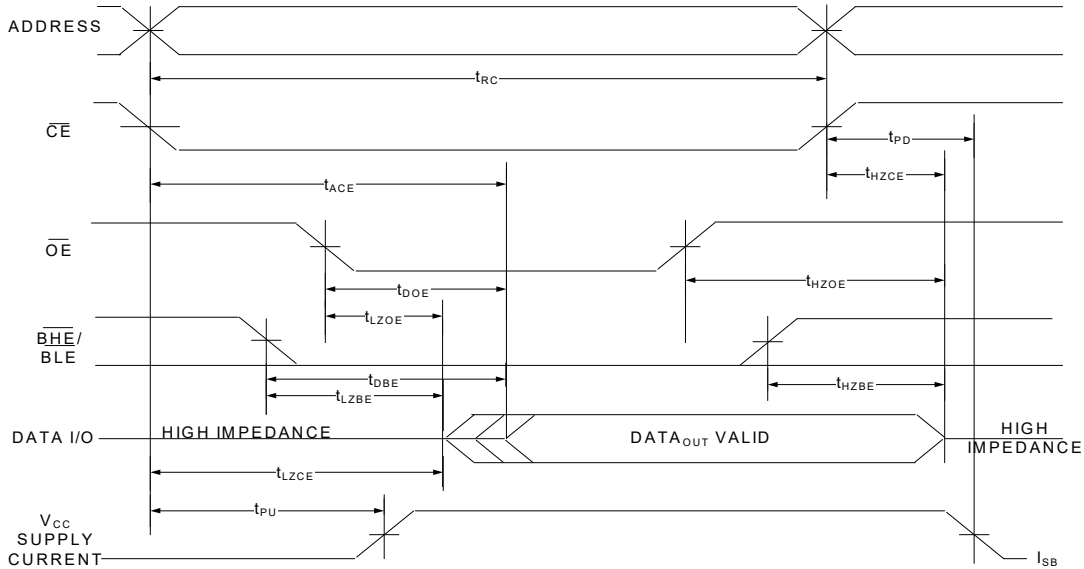 ADDRESS
tRC
CE
tPD
tHZCE
tACE
OE
tDOE
tHZOE
tLZOE
BHE/
BLE
tDBE
tHZBE
tLZBE
DATA I/O
HIGH IMPEDANCE
DATAOUT VALID
HIGH
IMPEDANCE
tLZCE
tPU
VCC
SUPPLY
CURRENT
ISB